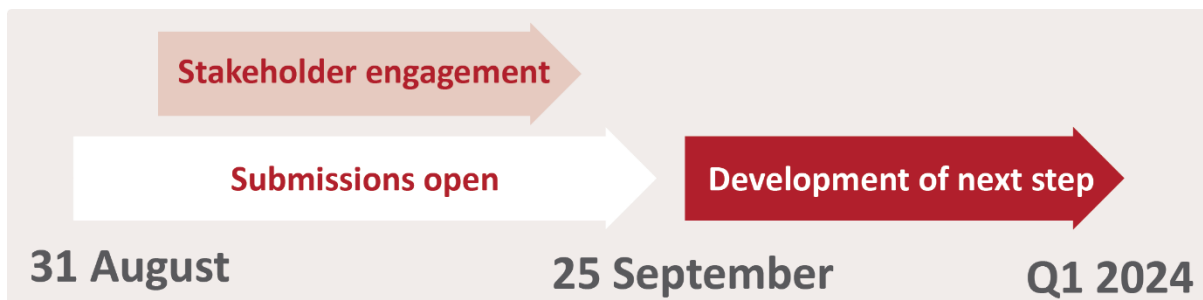 Stakeholder engagement
Submissions open
Development of next step
31 August
25 September
Q1 2024